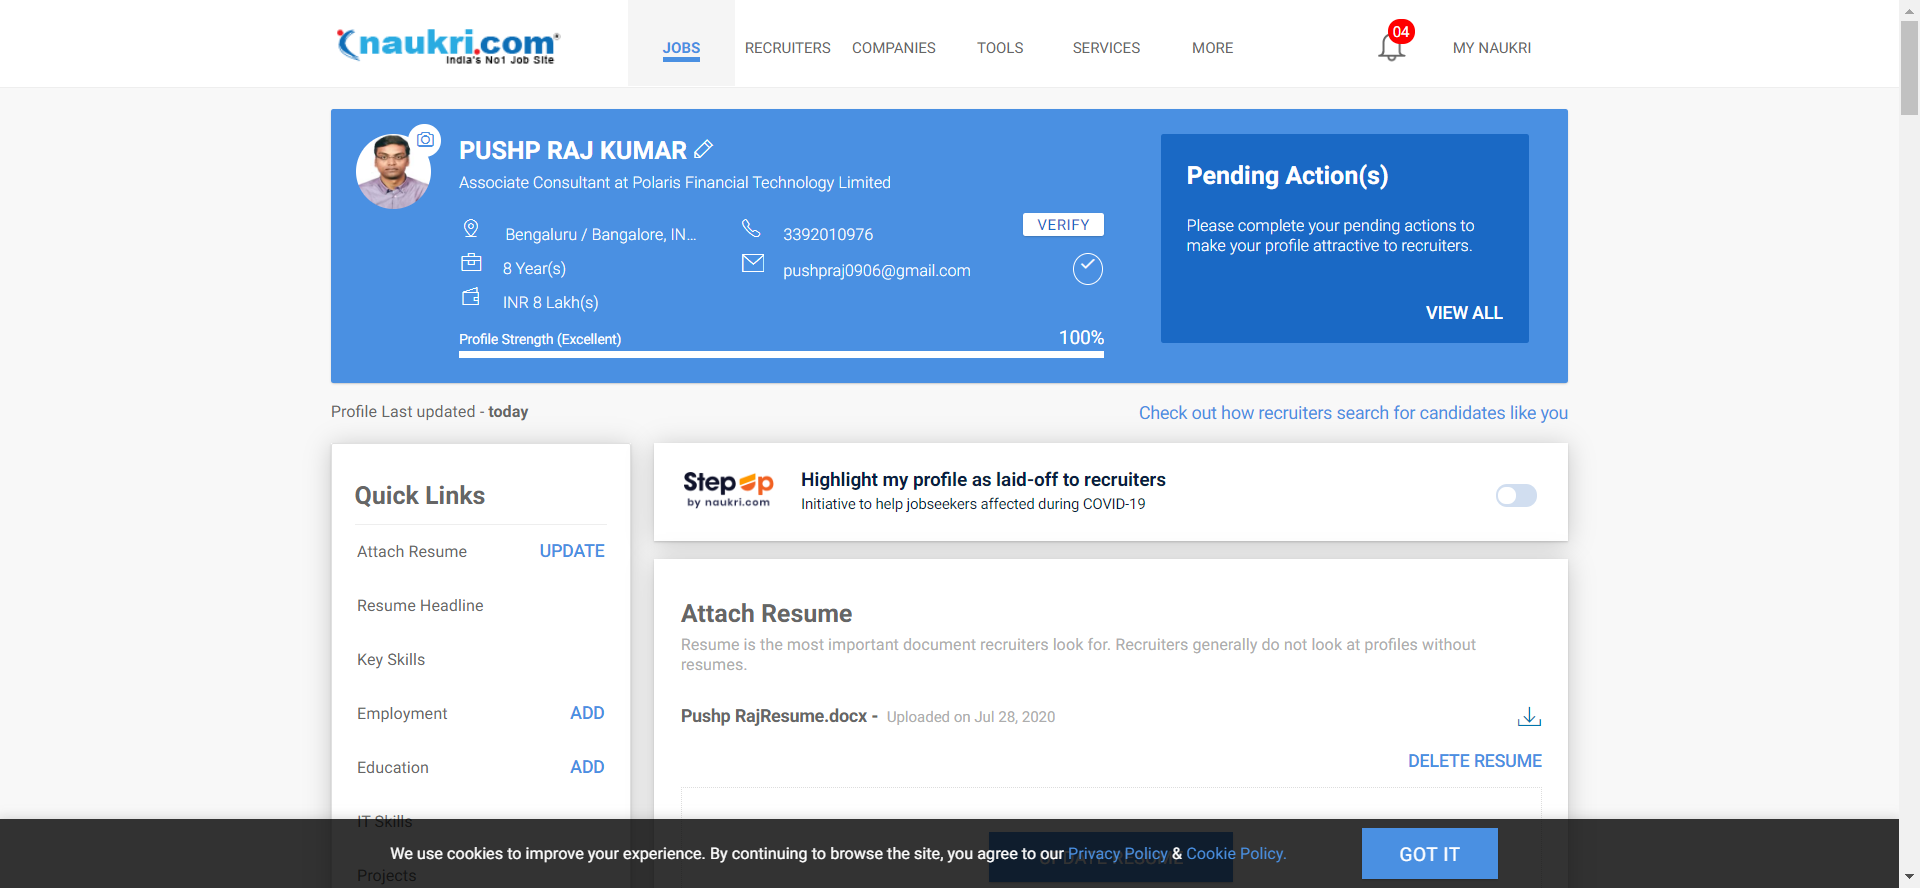 naukri.com
India's No1 Job Site
JOBS
RECRUITERS
COMPANIES
TOOLS
SERVICES
MORE
04
MY NAUKRI
PUSHP RAJ KUMAR
Associate Consultant at Polaris Financial Technology Limited
Bengaluru / Bangalore, IN...
3392010976
VERIFY
8 Year(s)
pushpraj0906@gmail.com
INR 8 Lakh(s)
Profile Strength (Excellent)
100%
Pending Action(s)
Please complete your pending actions to
make your profile attractive to recruiters.
VIEW ALL
Profile Last updated - today
Check out how recruiters search for candidates like you
Quick Links
Attach Resume
UPDATE
Resume Headline
Key Skills
Employment
ADD
Education
ADD
IT Skills
Projects
Step Up
by naukri.com
Highlight my profile as laid-off to recruiters
Initiative to help jobseekers affected during COVID-19
Attach Resume
Resume is the most important document recruiters look for. Recruiters generally do not look at profiles without
resumes.
Pushp RajResume.docx - Uploaded on Jul 28, 2020
DELETE RESUME
We use cookies to improve your experience. By continuing to browse the site, you agree to our Privacy Policy & Cookie Policy.
GOT IT